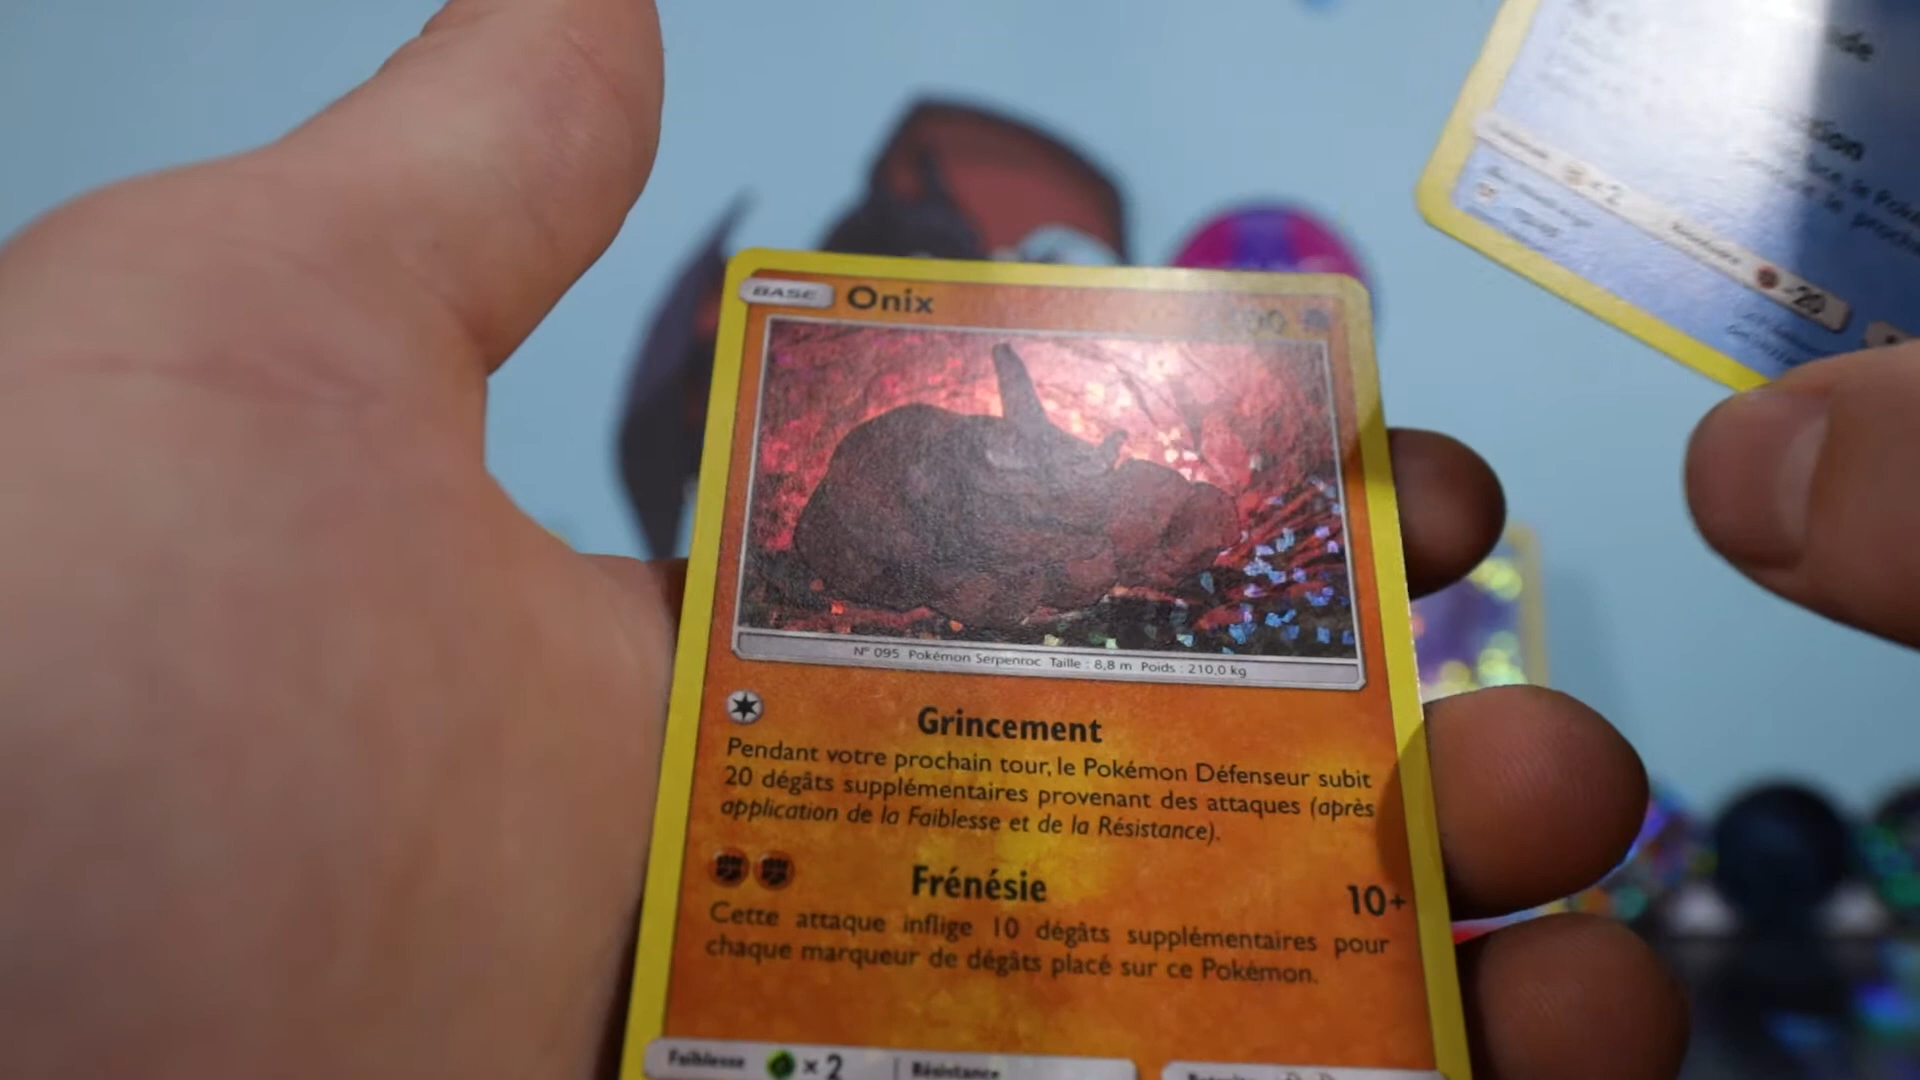 BASE Onix
N° 095 Pokémon Serpenroc Taille : 8,8 m Poids : 210,0 kg
Grincement
Pendant votre prochain tour, le Pokémon Défenseur subit
20 dégâts supplémentaires provenant des attaques (après
application de la Faiblesse et de la Résistance).
Frénésie 10+
Cette attaque inflige 10 dégâts supplémentaires pour
chaque marqueur de dégâts placé sur ce Pokémon.
Faiblesse ×2 Résistance
×2
-20